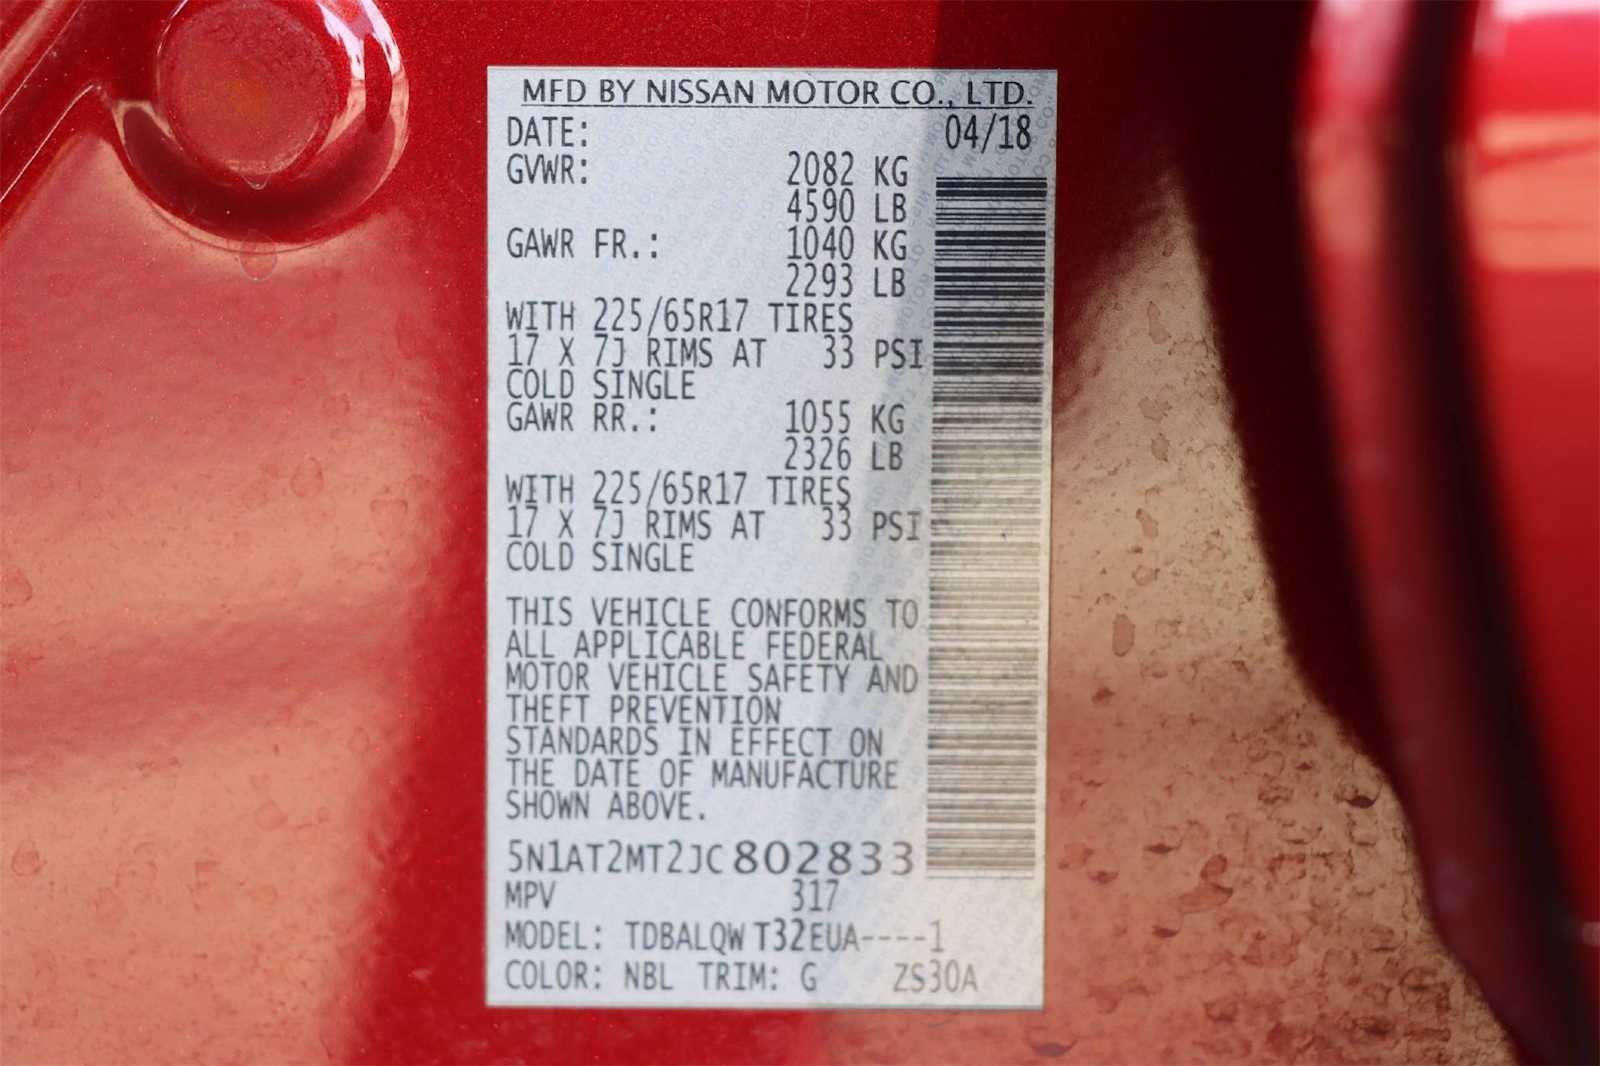 MFD BY NISSAN MOTOR CO., LTD.
DATE: 04/18
GVWR: 2082 KG
4590 LB
GAWR FR.: 1040 KG
2293 LB
WITH 225/65R17 TIRES
17 X 7J RIMS AT 33 PSI
COLD SINGLE
GAWR RR.: 1055 KG
2326 LB
WITH 225/65R17 TIRES
17 X 7J RIMS AT 33 PSI
COLD SINGLE
THIS VEHICLE CONFORMS TO
ALL APPLICABLE FEDERAL
MOTOR VEHICLE SAFETY AND
THEFT PREVENTION
STANDARDS IN EFFECT ON
THE DATE OF MANUFACTURE
SHOWN ABOVE.
5N1AT2MT2JC802833
MPV 317
MODEL: TDBALQW T32EUA----1
COLOR: NBL TRIM: G ZS30A